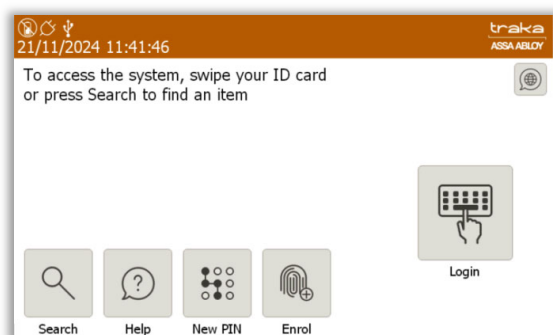 traka
21/11/2024 11:41:46
ASSA ABLOY
To access the system, swipe your ID card
or press Search to find an item
Login
Search
Help
New PIN
Enrol